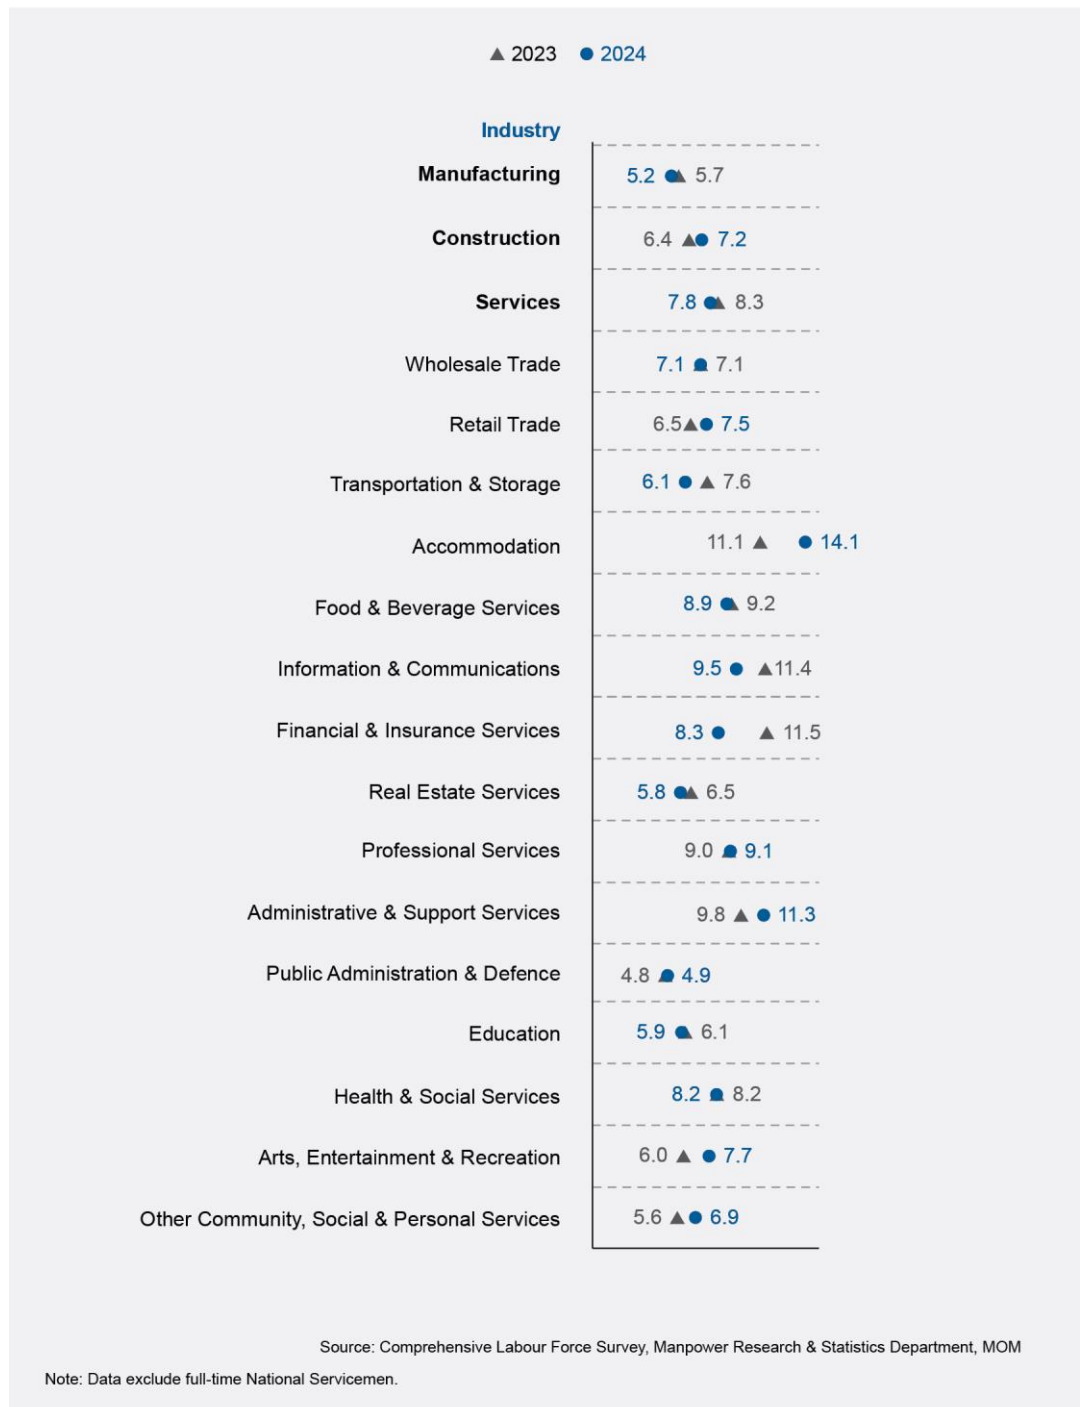 ▲ 2023 ● 2024
Industry
Manufacturing 5.2 5.7
Construction 6.4 7.2
Services 7.8 8.3
Wholesale Trade 7.1 7.1
Retail Trade 6.5 7.5
Transportation & Storage 6.1 7.6
Accommodation 11.1 14.1
Food & Beverage Services 8.9 9.2
Information & Communications 9.5 11.4
Financial & Insurance Services 8.3 11.5
Real Estate Services 5.8 6.5
Professional Services 9.0 9.1
Administrative & Support Services 9.8 11.3
Public Administration & Defence 4.8 4.9
Education 5.9 6.1
Health & Social Services 8.2 8.2
Arts, Entertainment & Recreation 6.0 7.7
Other Community, Social & Personal Services 5.6 6.9
Source: Comprehensive Labour Force Survey, Manpower Research & Statistics Department, MOM
Note: Data exclude full-time National Servicemen.